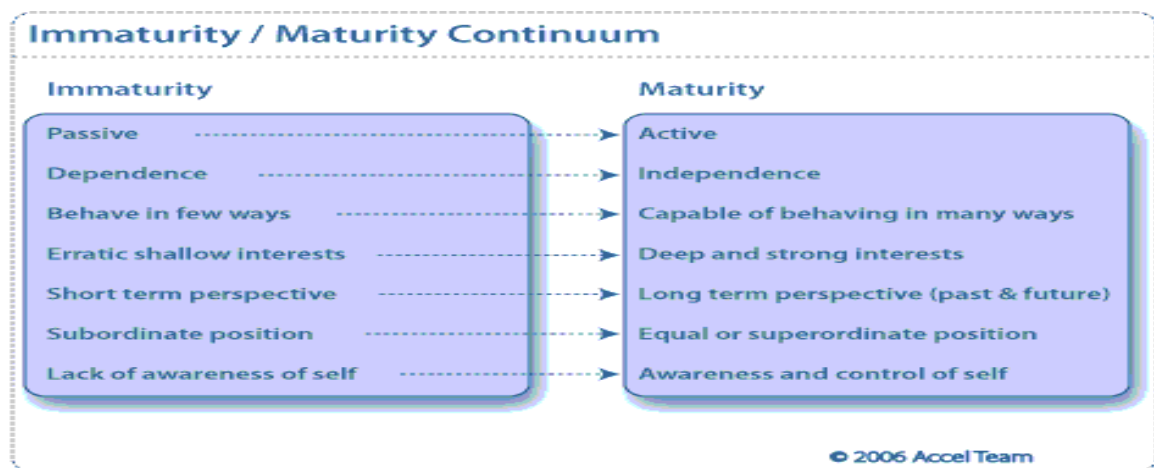 Immaturity / Maturity Continuum
Immaturity Maturity
Passive Active
Dependence Independence
Behave in few ways Capable of behaving in many ways
Erratic shallow interests Deep and strong interests
Short term perspective Long term perspective (past & future)
Subordinate position Equal or superordinate position
Lack of awareness of self Awareness and control of self
© 2006 Accel Team